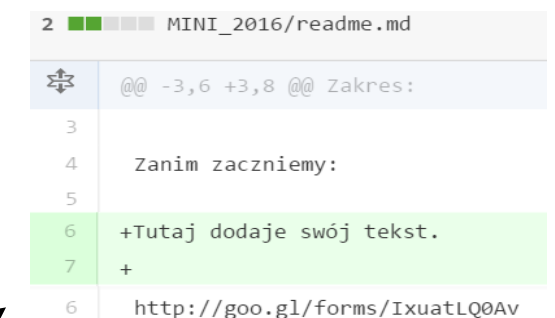 2 MINI_2016/readme.md
@@ -3,6 +3,8 @@ Zakres:
3
4 Zanim zaczniemy:
5
6 +Tutaj dodaje swój tekst.
7 +
6 http://goo.gl/forms/IxuatLQ0Av